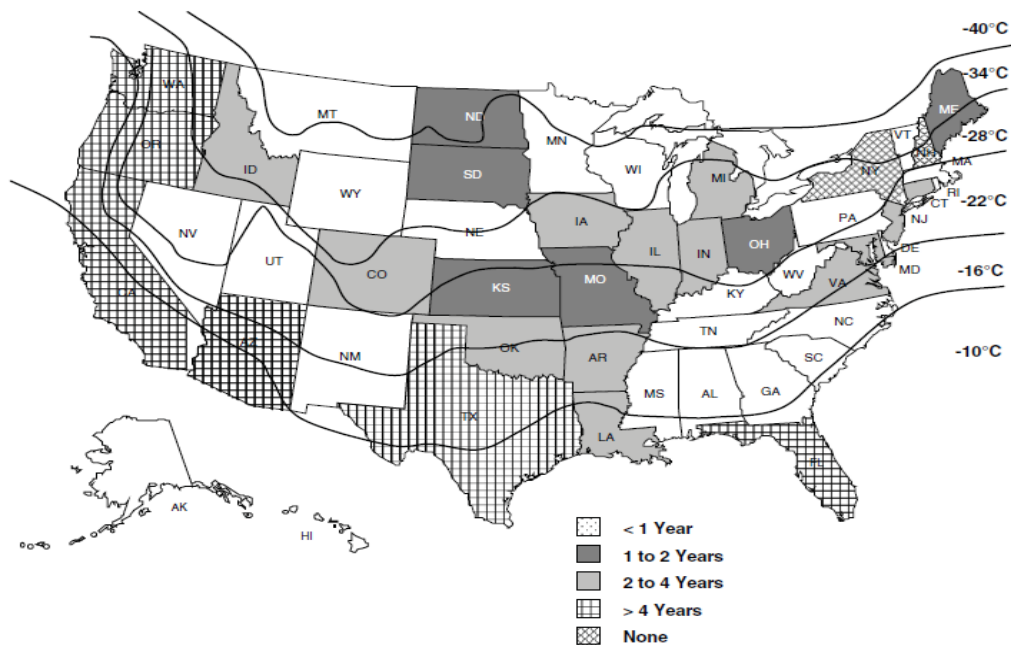 -40°C
-34°C
-28°C
-22°C
-16°C
-10°C
WA
MT
ND
MN
ME
VT
NH
OR
ID
SD
WI
MI
NY
MA
RI
CT
WY
NV
NE
IA
PA
NJ
UT
CO
IL
IN
OH
DE
MD
CA
KS
MO
WV
VA
KY
AZ
NM
OK
AR
TN
NC
SC
TX
MS
AL
GA
LA
FL
AK
HI
< 1 Year
1 to 2 Years
2 to 4 Years
> 4 Years
None